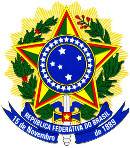 REPÚBLICA FEDERATIVA DO BRASIL
15 de Novembro de 1889